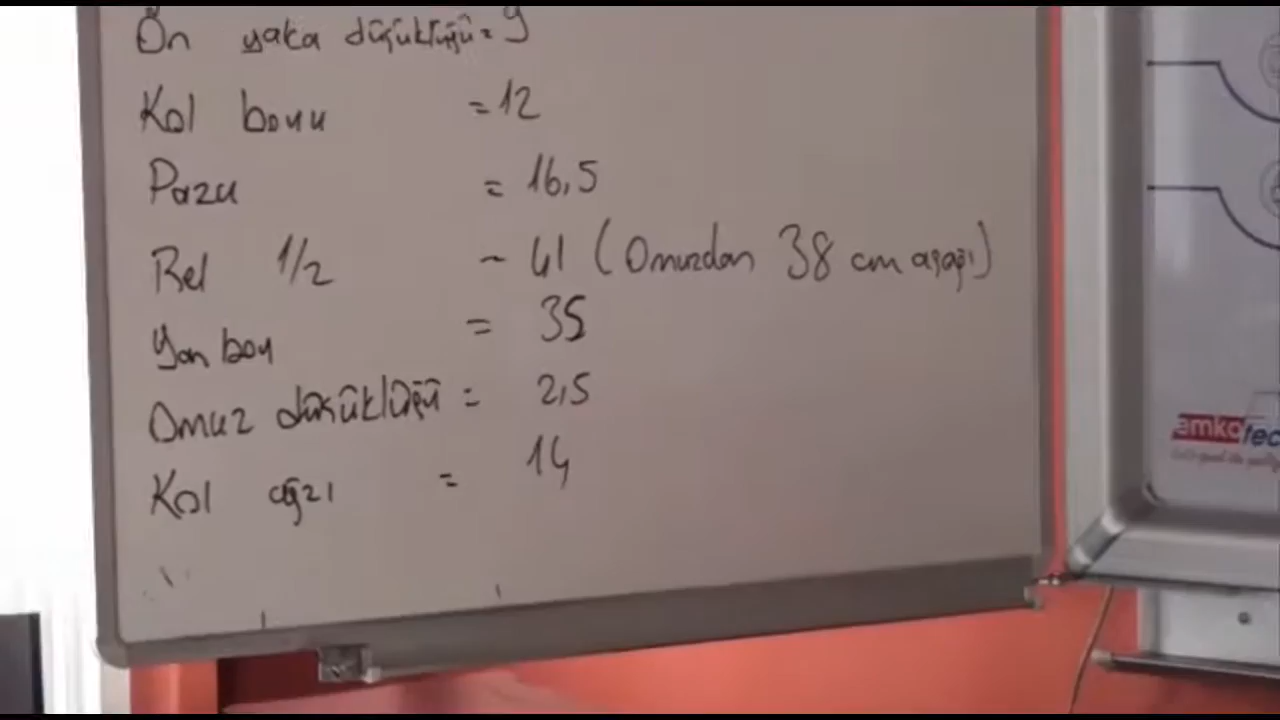 Ön yaka düşüklüğü = 9
Kol boyu = 12
Pazu = 16,5
Bel 1/2 - 41 (Omuzdan 38 cm aşağı)
Yan boy = 35
Omuz düşüklüğü = 2,5
Kol ağzı = 14
emkotec